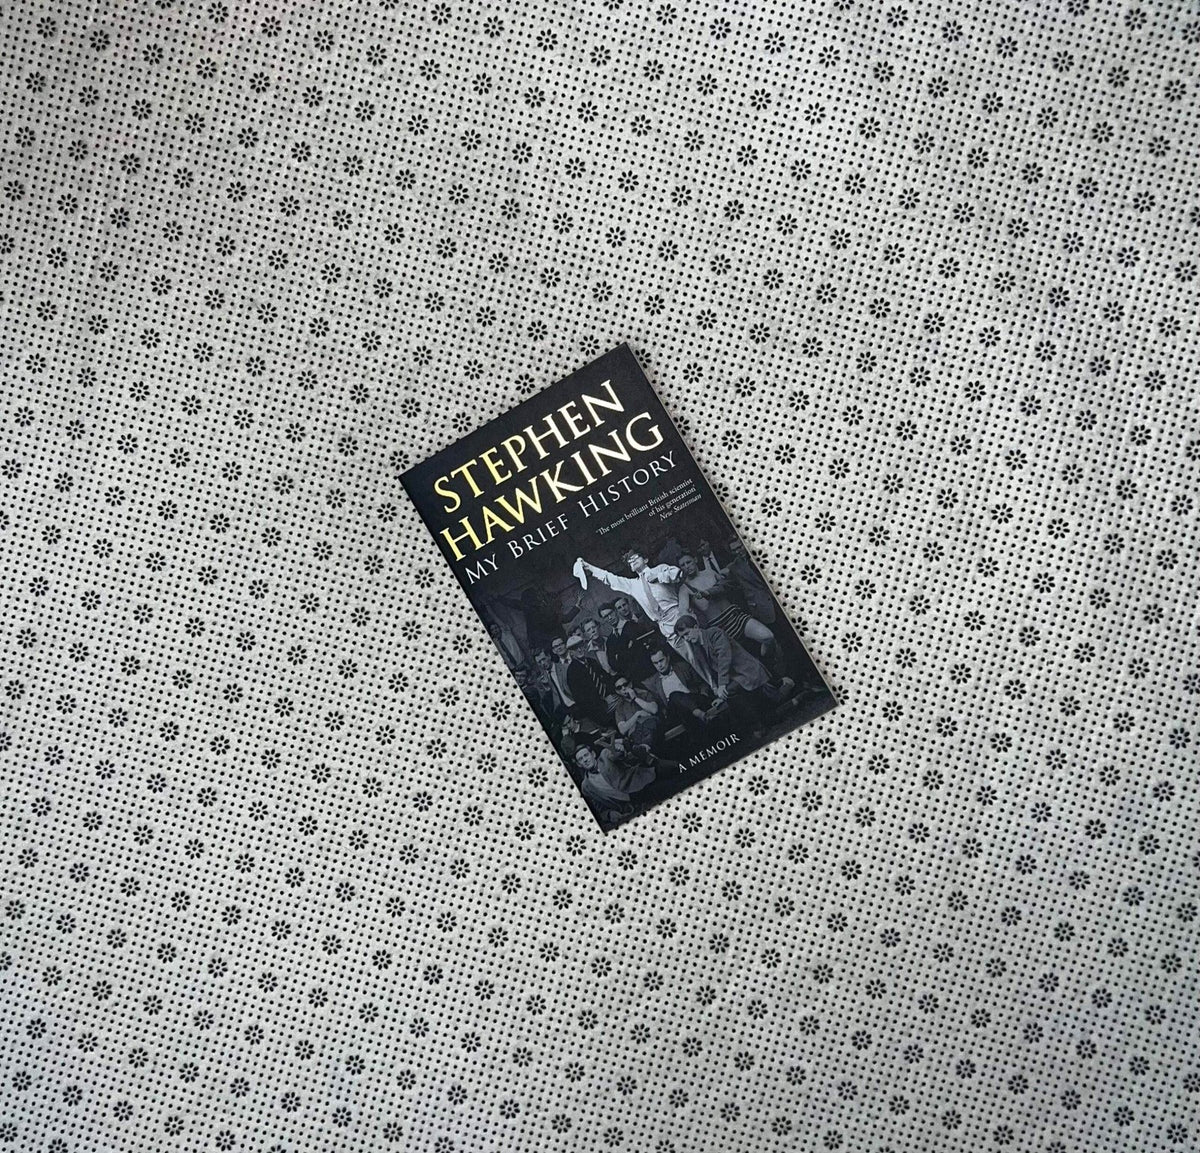 STEPHEN
HAWKING
MY BRIEF HISTORY
'The most brilliant British scientist
of his generation'
New Statesman
A MEMOIR